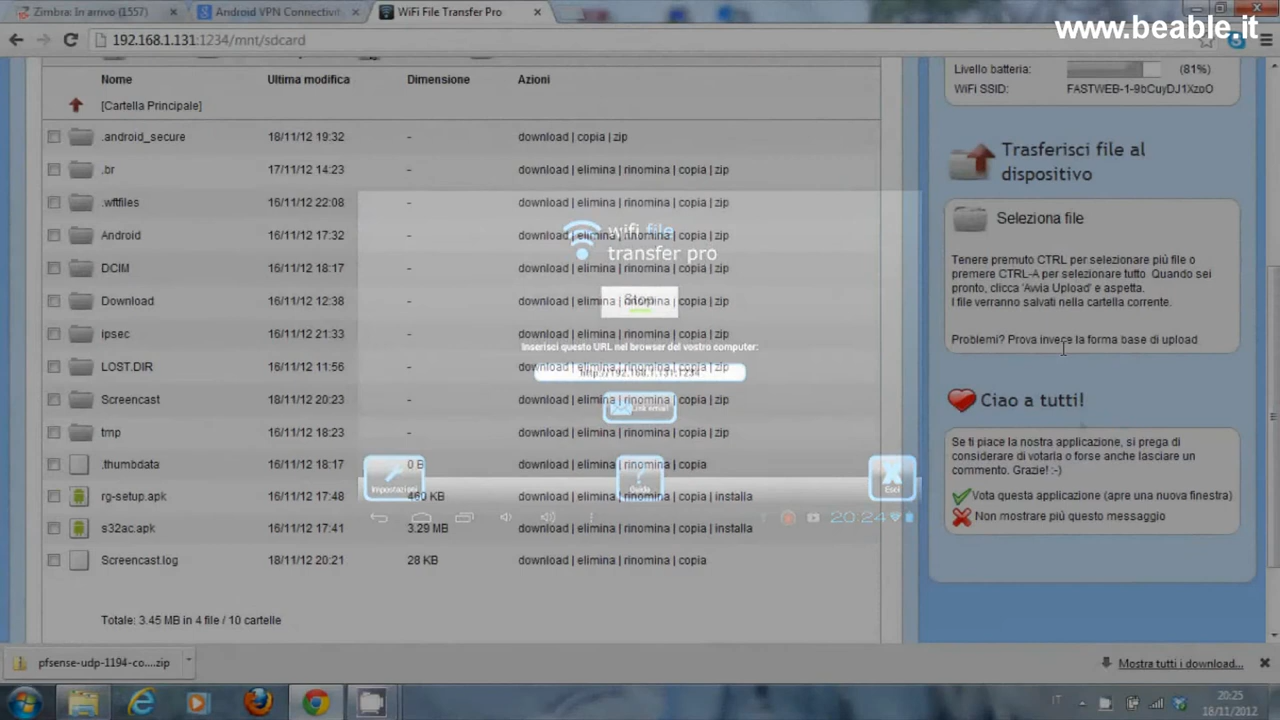 Zimbra: In arrivo (1557)
Android VPN Connectivit
WiFi File Transfer Pro
www.beable.it
192.168.1.131:1234/mnt/sdcard
Nome Ultima modifica Dimensione Azioni
[Cartella Principale]
.android_secure 18/11/12 19:32 - download | copia | zip
.br 17/11/12 14:23 - download | elimina | rinomina | copia | zip
.wftfiles 16/11/12 22:08 - download | elimina | rinomina | copia | zip
Android 16/11/12 17:32 - download | elimina | rinomina | copia | zip
DCIM 16/11/12 18:17 - download | elimina | rinomina | copia | zip
Download 16/11/12 12:38 - download | elimina | rinomina | copia | zip
ipsec 16/11/12 21:33 - download | elimina | rinomina | copia | zip
LOST.DIR 16/11/12 11:56 - download | elimina | rinomina | copia | zip
Screencast 18/11/12 20:23 - download | elimina | rinomina | copia | zip
tmp 16/11/12 18:23 - download | elimina | rinomina | copia | zip
.thumbdata 16/11/12 18:17 0 B download | elimina | rinomina | copia
rg-setup.apk 16/11/12 17:48 460 KB download | elimina | rinomina | copia | installa
s32ac.apk 16/11/12 17:41 3.29 MB download | elimina | rinomina | copia | installa
Screencast.log 18/11/12 20:21 28 KB download | elimina | rinomina | copia
Totale: 3.45 MB in 4 file / 10 cartelle
wifi file
transfer pro
Stop
Inserisci questo URL nel browser del vostro computer:
http://192.168.1.131:1234
Link email
Impostazioni
Guida
Esci
20:24
Livello batteria: (81%)
WiFi SSID: FASTWEB-1-9bCuyDJ1XzoO
Trasferisci file al
dispositivo
Seleziona file
Tenere premuto CTRL per selezionare più file o
premere CTRL-A per selezionare tutto Quando sei
pronto, clicca 'Avvia Upload' e aspetta.
I file verranno salvati nella cartella corrente.
Problemi? Prova invece la forma base di upload
Ciao a tutti!
Se ti piace la nostra applicazione, si prega di
considerare di votarla o forse anche lasciare un
commento. Grazie! :-)
Vota questa applicazione (apre una nuova finestra)
Non mostrare più questo messaggio
pfsense-udp-1194-co....zip
Mostra tutti i download...
IT
20:25
18/11/2012